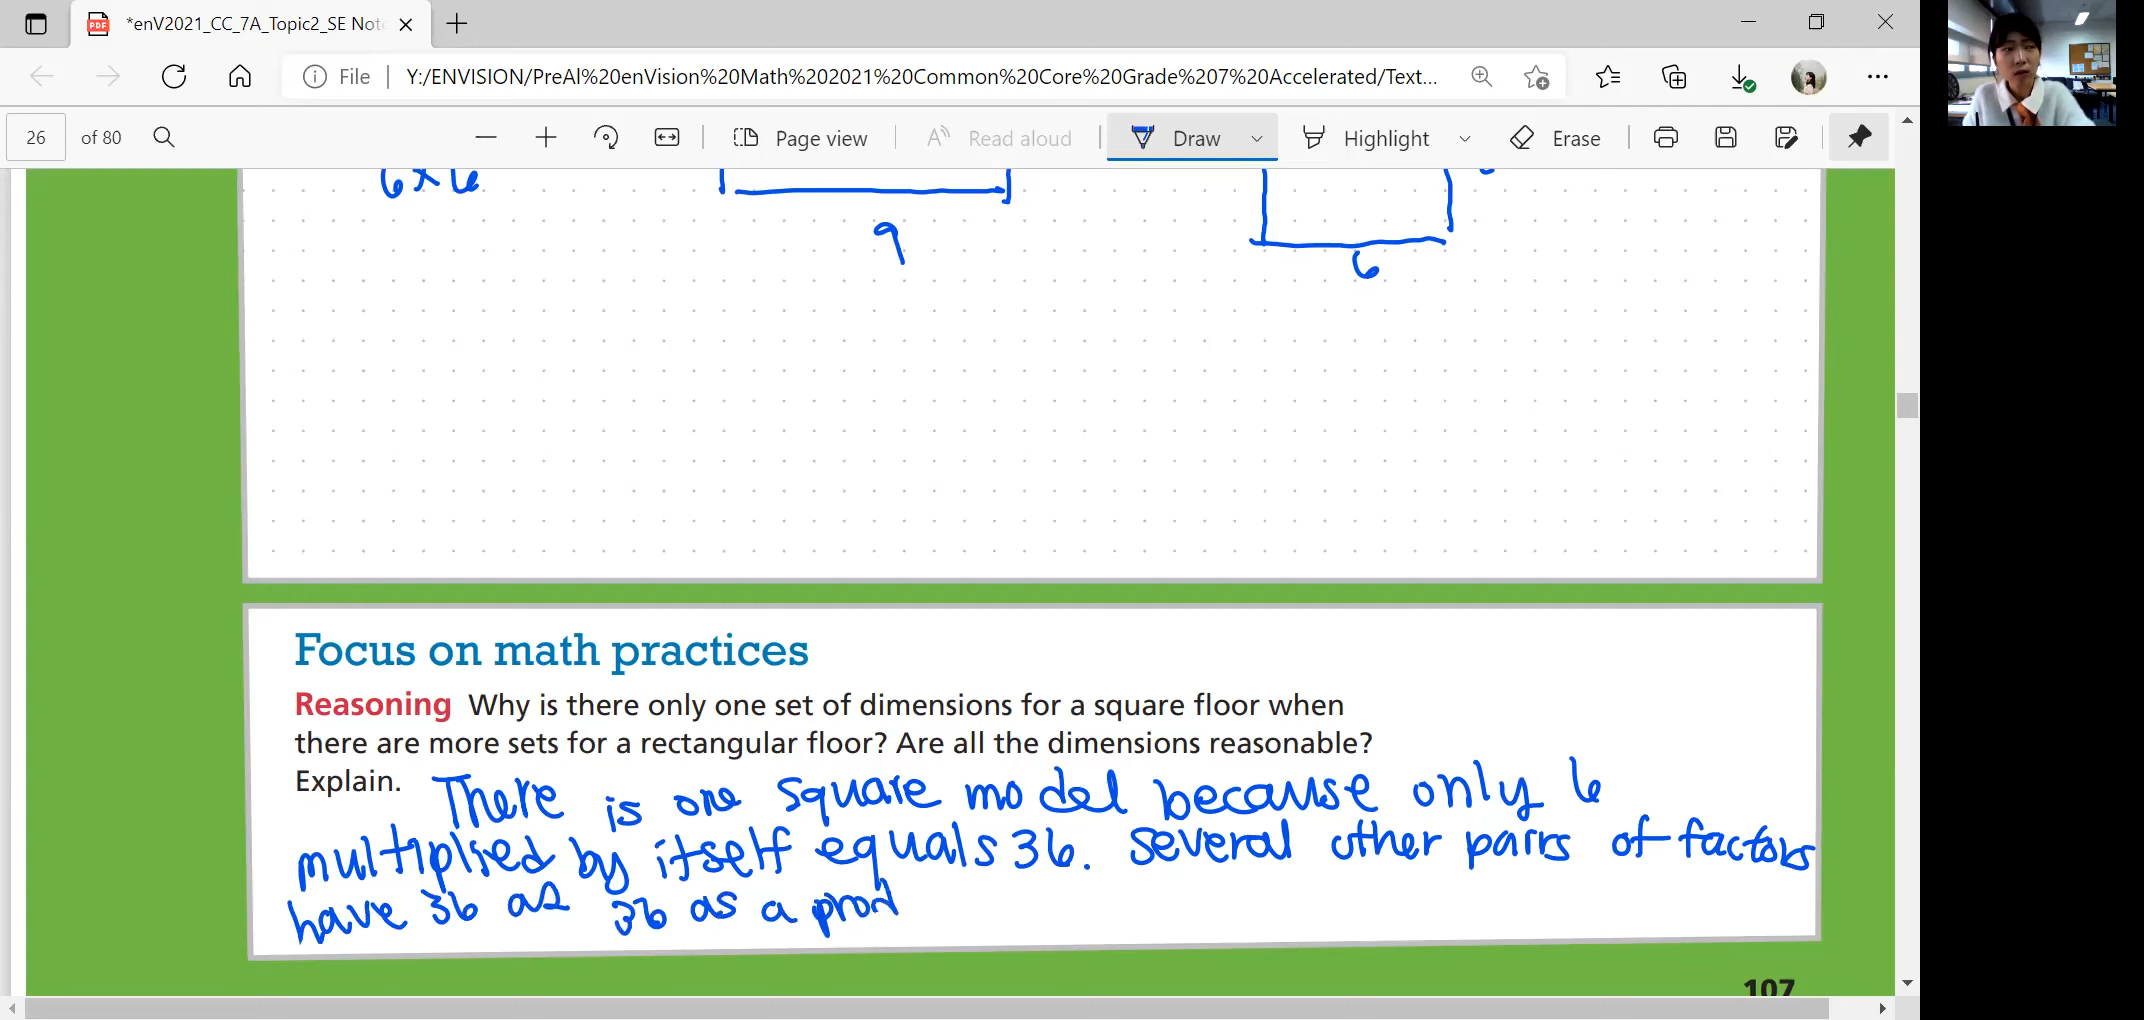 *enV2021_CC_7A_Topic2_SE Not
File Y:/ENVISION/PreAl%20enVision%20Math%202021%20Common%20Core%20Grade%207%20Accelerated/Text...
26 of 80 Page view Read aloud Draw Highlight Erase
6 x 6
9
6
Focus on math practices
Reasoning Why is there only one set of dimensions for a square floor when
there are more sets for a rectangular floor? Are all the dimensions reasonable?
Explain.
There is one square model because only 6
multiplied by itself equals 36. Several other pairs of factors
have 36 as 36 as a prod
107